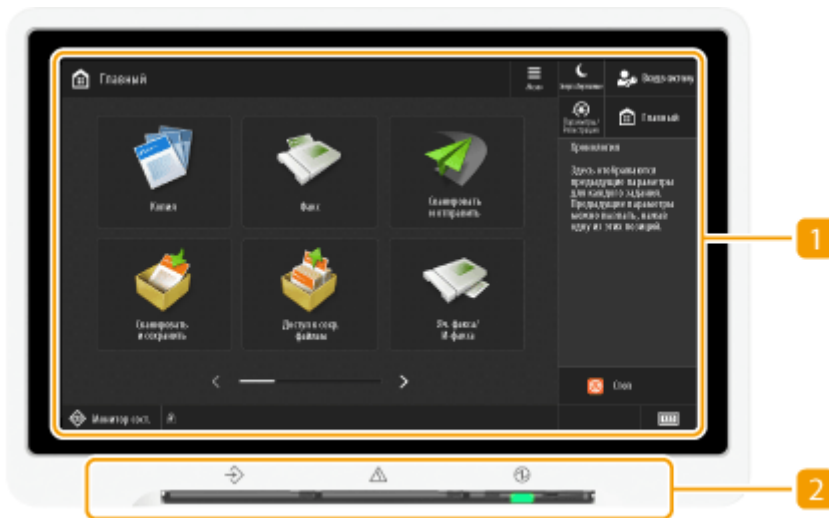 Главный
Меню
Вход в систему
Параметры/
Регистрация
Главный
Хронология
Здесь отображаются
предыдущие параметры
для каждого задания.
Предыдущие параметры
можно вызвать, нажав
одну из этих позиций.
Копия
Факс
Сканировать
и отправить
Сканировать
и сохранить
Доступ к сохр.
файлам
Яч. факса/
И-факса
Стоп
Монитор сост.
1
2